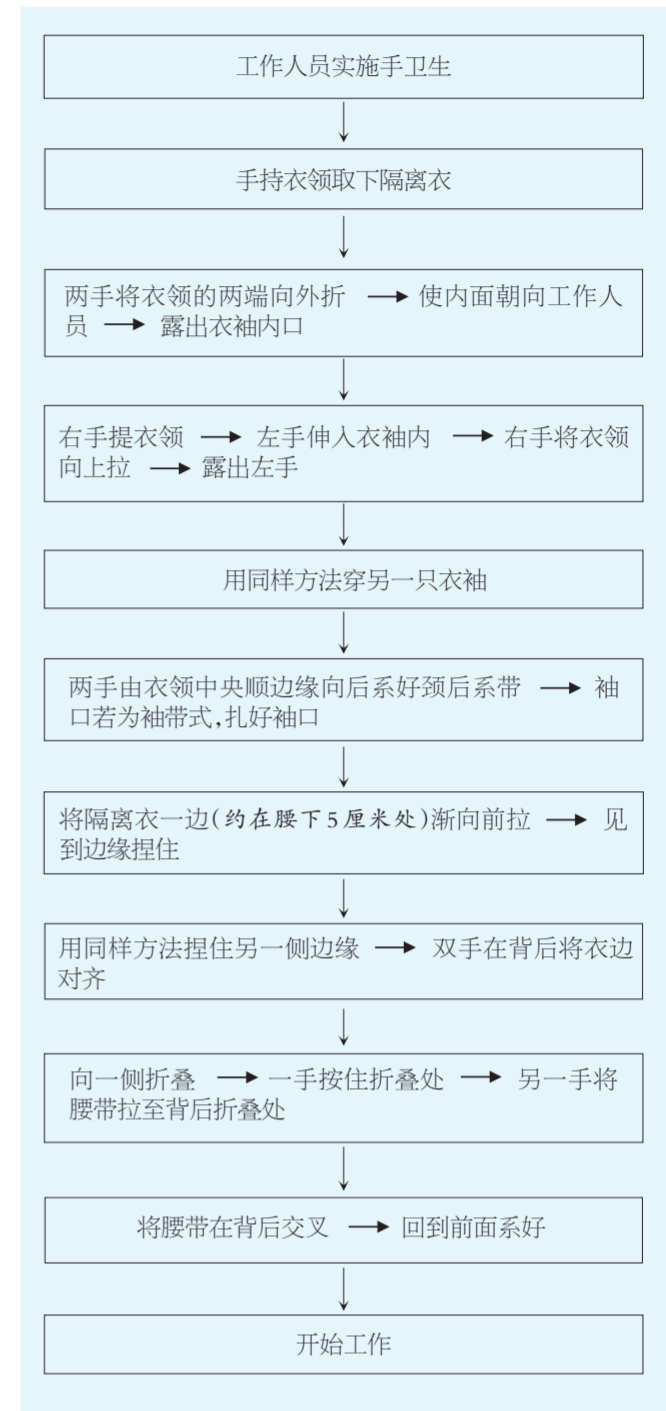 工作人员实施手卫生
手持衣领取下隔离衣
两手将衣领的两端向外折 → 使内面朝向工作人
员 → 露出衣袖内口
右手提衣领 → 左手伸入衣袖内 → 右手将衣领
向上拉 → 露出左手
用同样方法穿另一只衣袖
两手由衣领中央顺边缘向后系好颈后系带 → 袖
口若为袖带式,扎好袖口
将隔离衣一边(约在腰下5厘米处)渐向前拉 → 见
到边缘捏住
用同样方法捏住另一侧边缘 → 双手在背后将衣边
对齐
向一侧折叠 → 一手按住折叠处 → 另一手将
腰带拉至背后折叠处
将腰带在背后交叉 → 回到前面系好
开始工作